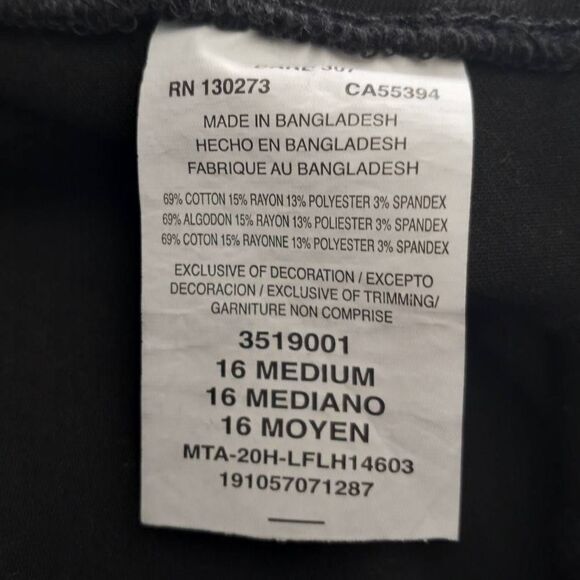 RN 130273 CA55394
MADE IN BANGLADESH
HECHO EN BANGLADESH
FABRIQUE AU BANGLADESH
69% COTTON 15% RAYON 13% POLYESTER 3% SPANDEX
69% ALGODON 15% RAYON 13% POLIESTER 3% SPANDEX
69% COTON 15% RAYONNE 13% POLYESTER 3% SPANDEX
EXCLUSIVE OF DECORATION / EXCEPTO
DECORACION / EXCLUSIVE OF TRIMMING/
GARNITURE NON COMPRISE
3519001
16 MEDIUM
16 MEDIANO
16 MOYEN
MTA-20H-LFLH14603
191057071287